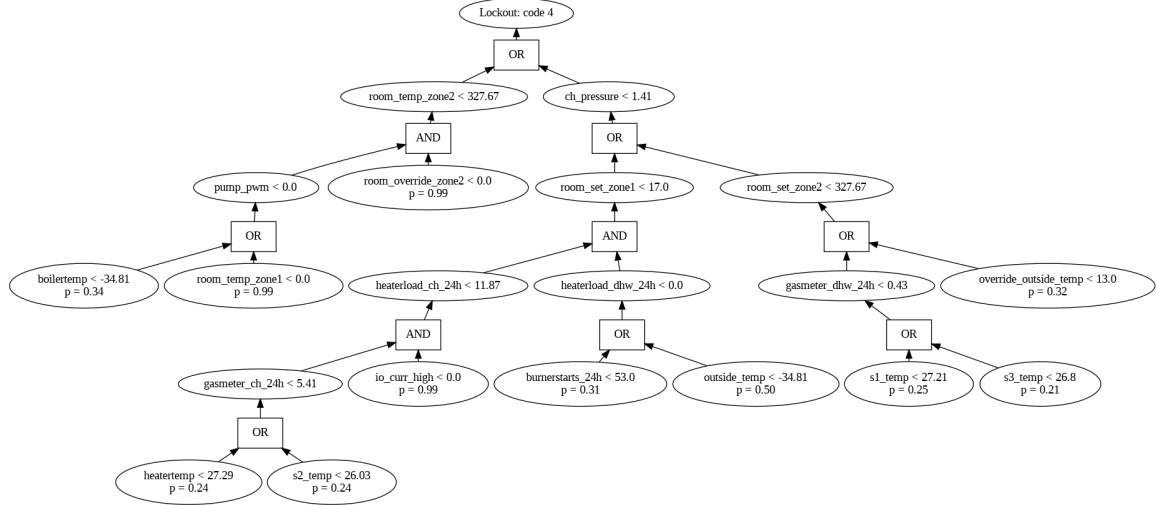 Lockout: code 4
OR
room_temp_zone2 < 327.67
ch_pressure < 1.41
AND
OR
pump_pwm < 0.0
room_override_zone2 < 0.0
p = 0.99
room_set_zone1 < 17.0
room_set_zone2 < 327.67
OR
AND
OR
boilertemp < -34.81
p = 0.34
room_temp_zone1 < 0.0
p = 0.99
heaterload_ch_24h < 11.87
heaterload_dhw_24h < 0.0
gasmeter_dhw_24h < 0.43
override_outside_temp < 13.0
p = 0.32
AND
OR
OR
gasmeter_ch_24h < 5.41
io_curr_high < 0.0
p = 0.99
burnerstarts_24h < 53.0
p = 0.31
outside_temp < -34.81
p = 0.50
s1_temp < 27.21
p = 0.25
s3_temp < 26.8
p = 0.21
OR
heatertemp < 27.29
p = 0.24
s2_temp < 26.03
p = 0.24